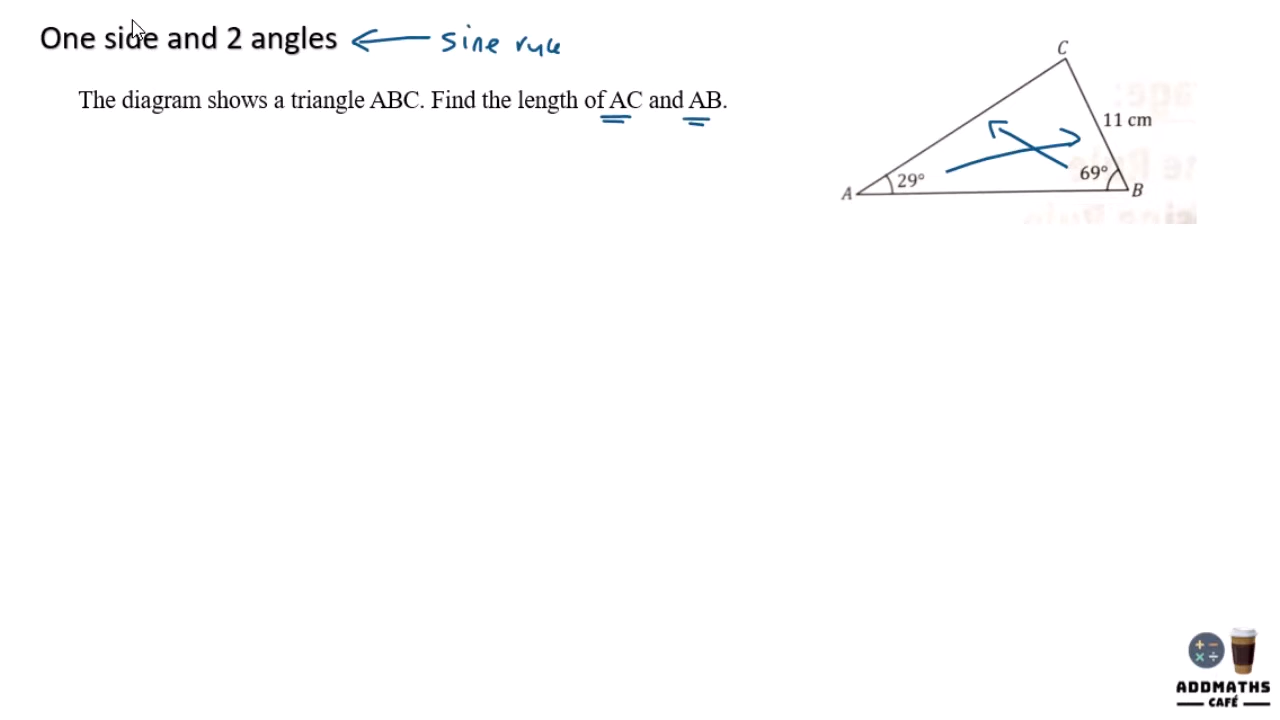 One side and 2 angles
sine rule
The diagram shows a triangle ABC. Find the length of AC and AB.
C
11 cm
29°
69°
A
B
+ −
× ÷
ADDMATHS
CAFÉ